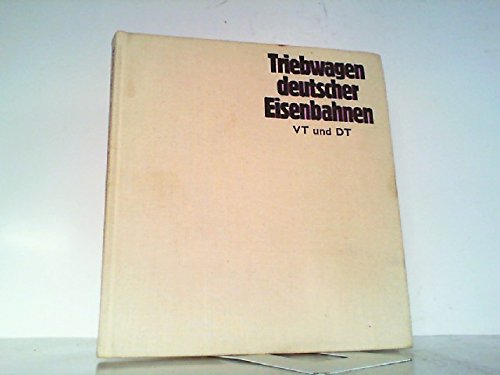 Triebwagen
deutscher
Eisenbahnen
VT und DT